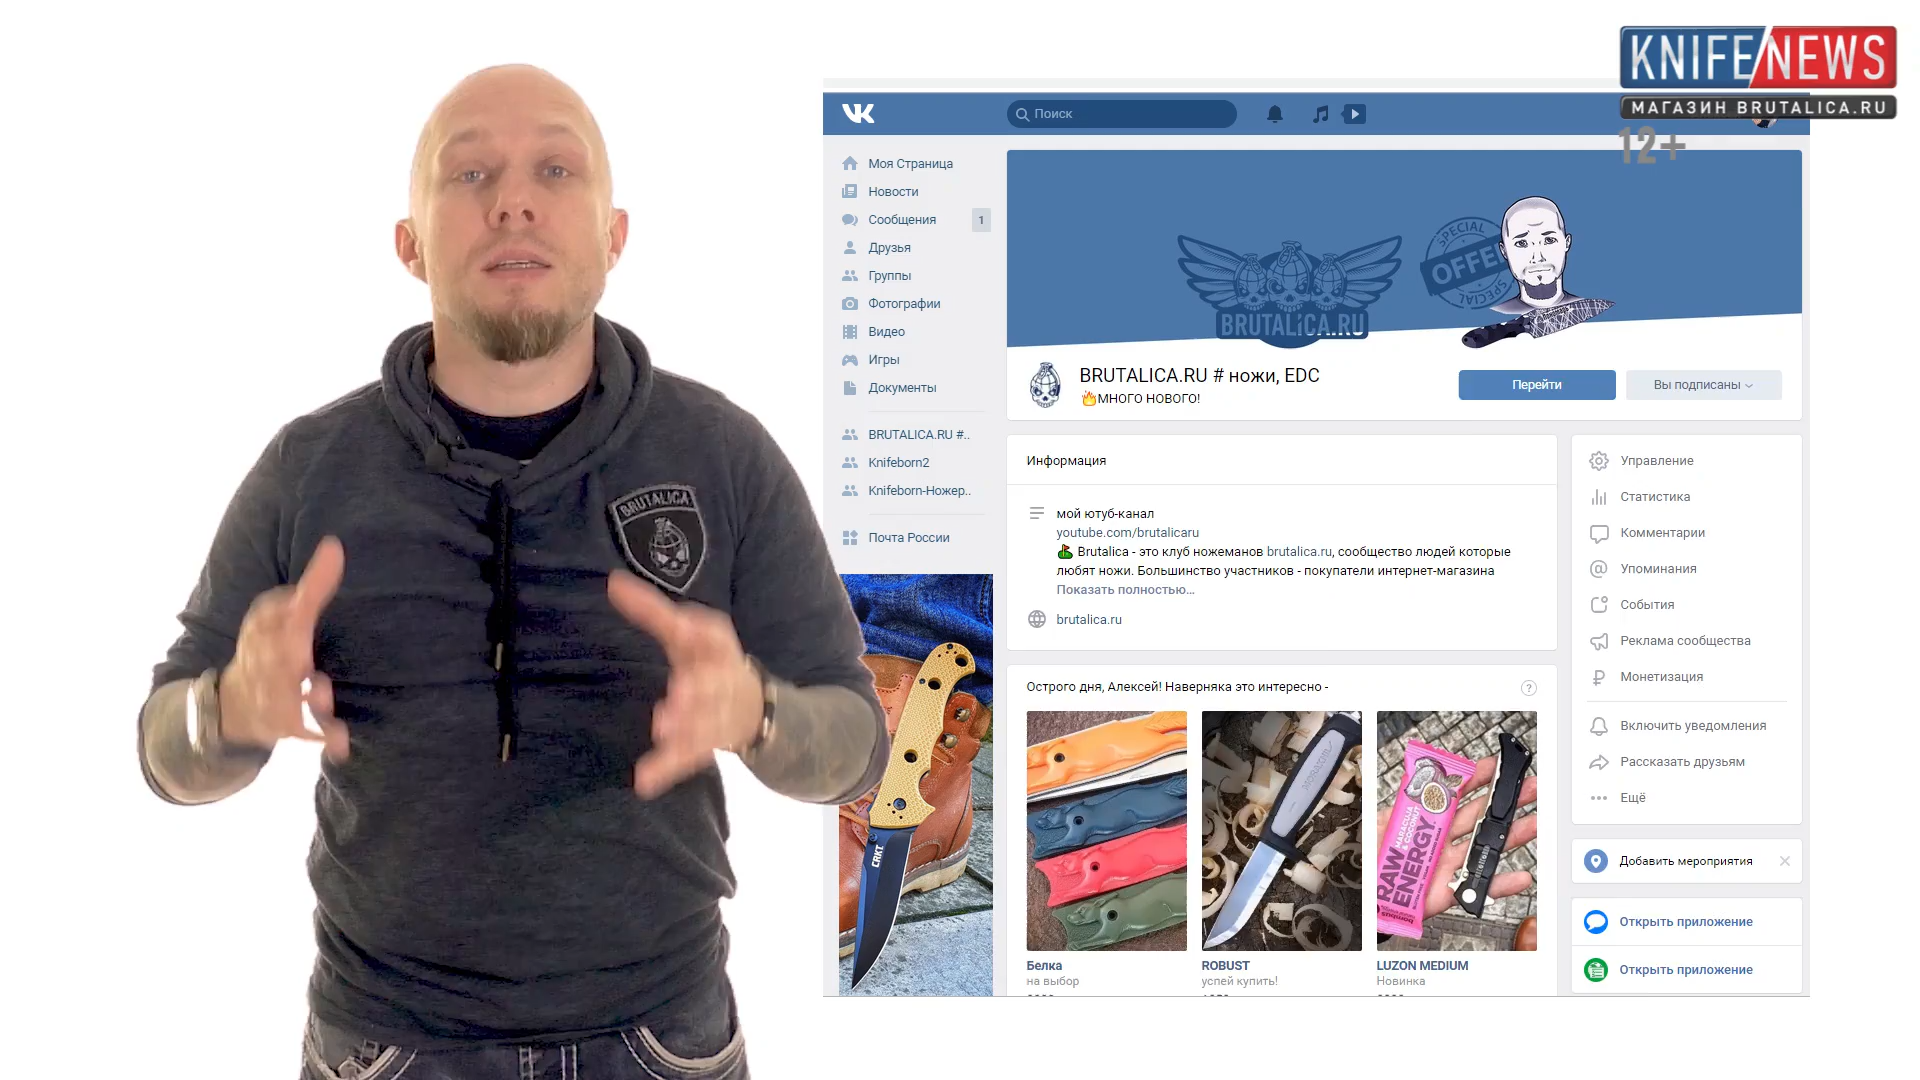 KNIFE/NEWS
МАГАЗИН BRUTALICA.RU
12+
Поиск
Моя Страница
Новости
Сообщения
1
Друзья
Группы
Фотографии
Видео
Игры
Документы
BRUTALICA.RU #..
Knifeborn2
Knifeborn-Ножер..
Почта России
BRUTALICA
CRKT
SPECIAL
OFFER
SPECIAL
BRUTALICA.RU
BRUTALICA.RU # ножи, EDC
МНОГО НОВОГО!
Перейти
Вы подписаны
Информация
мой ютуб-канал
youtube.com/brutalicaru
Brutalica - это клуб ножеманов brutalica.ru, сообщество людей которые
любят ножи. Большинство участников - покупатели интернет-магазина
Показать полностью…
brutalica.ru
Острого дня, Алексей! Наверняка это интересно -
?
RAW
ENERGY
MARACUJA
& COCONUT
bombus
Белка
на выбор
ROBUST
успей купить!
LUZON MEDIUM
Новинка
Управление
Статистика
Комментарии
Упоминания
События
Реклама сообщества
Монетизация
Включить уведомления
Рассказать друзьям
Ещё
Добавить мероприятия
Открыть приложение
Открыть приложение